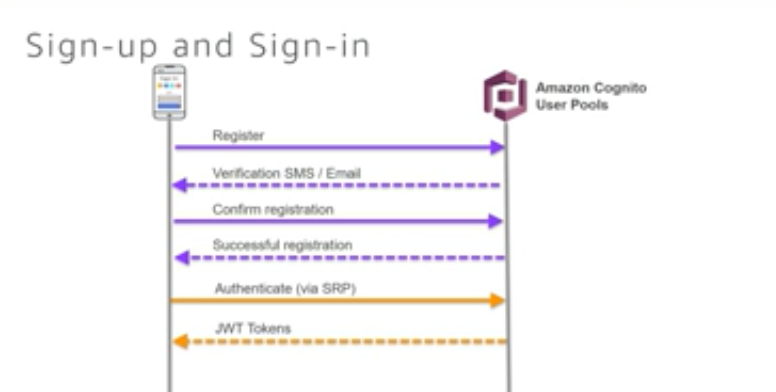 Sign-up and Sign-in
Amazon Cognito
User Pools
Register
Verification SMS / Email
Confirm registration
Successful registration
Authenticate (via SRP)
JWT Tokens